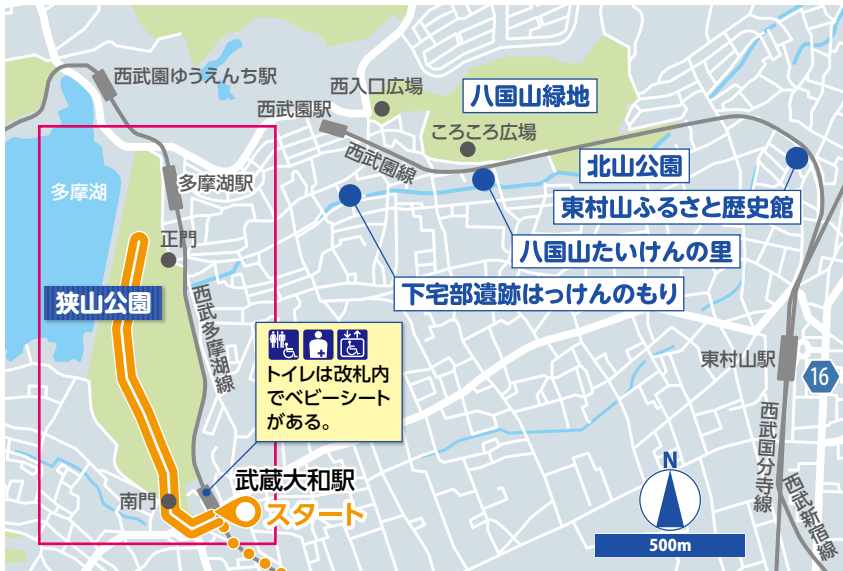 西武園ゆうえんち駅
西入口広場
八国山緑地
西武園駅
ころころ広場
西武園線
北山公園
多摩湖
多摩湖駅
東村山ふるさと歴史館
正門
八国山たいけんの里
狭山公園
下宅部遺跡はっけんのもり
西武多摩湖線
トイレは改札内
でベビーシート
がある。
東村山駅
16
西武国分寺線
武蔵大和駅
南門
スタート
N
西武新宿線
500m